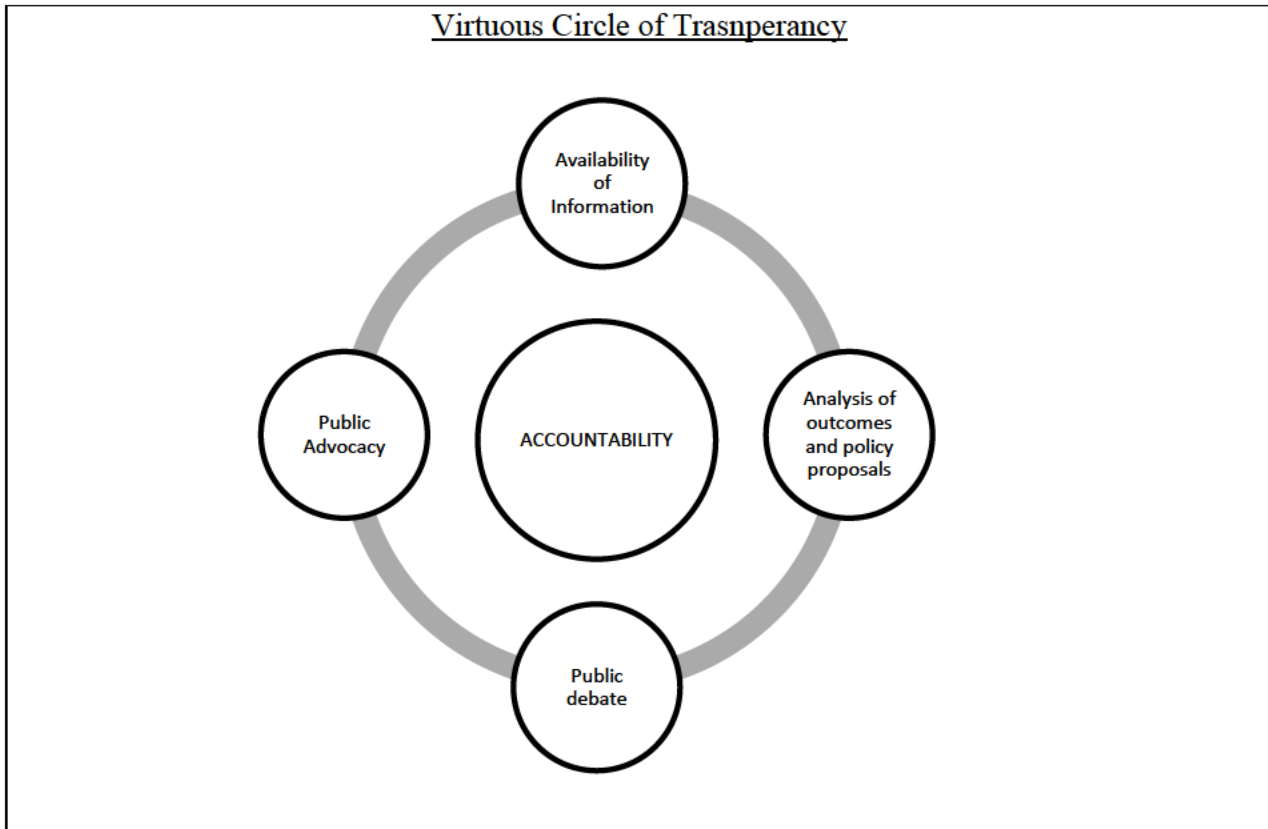 Virtuous Circle of Trasnperancy
Availability
of
Information
Public
Advocacy
ACCOUNTABILITY
Analysis of
outcomes
and policy
proposals
Public
debate